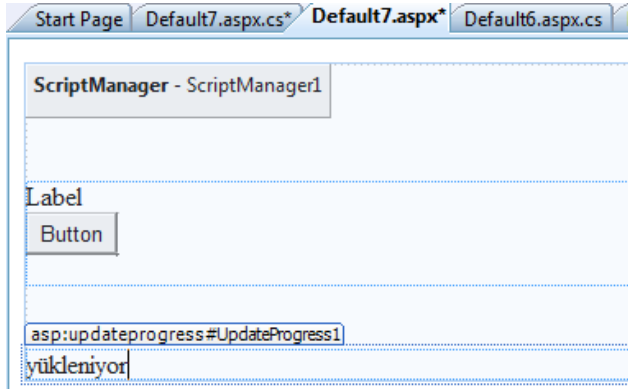 Start Page Default7.aspx.cs* Default7.aspx* Default6.aspx.cs
ScriptManager - ScriptManager1
Label
Button
asp:updateprogress#UpdateProgress1
yükleniyor